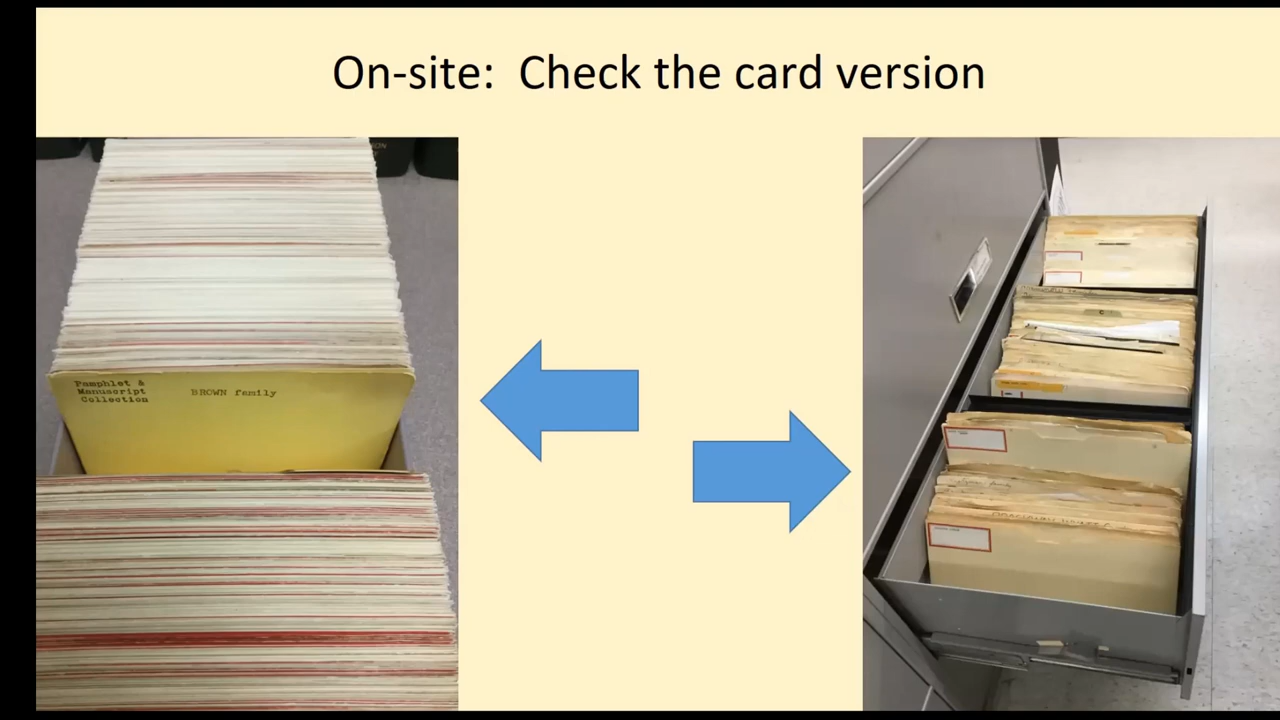 On-site:  Check the card version
Pamphlet &
Manuscript
Collection
BROWN family